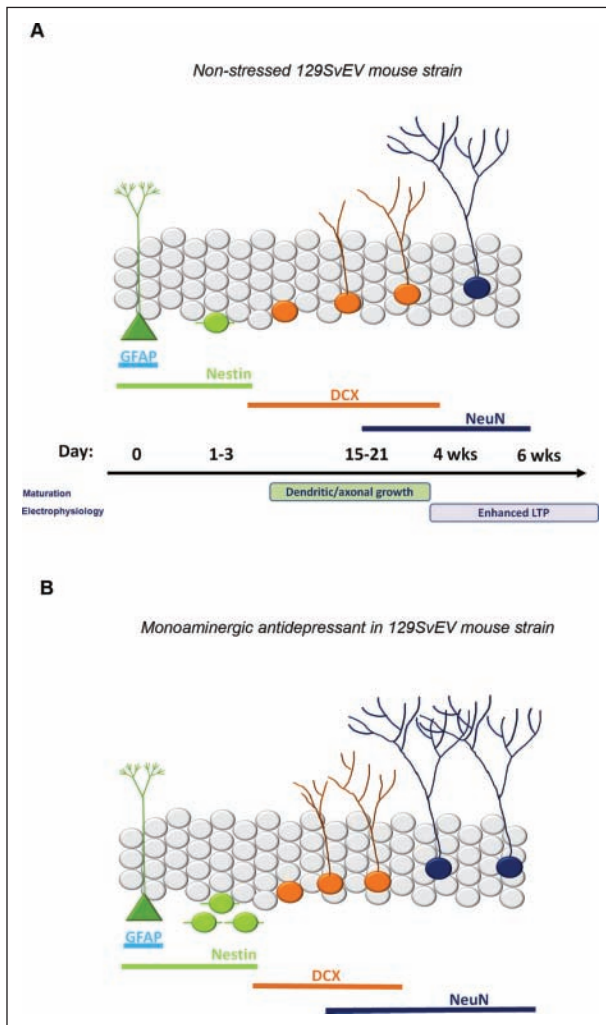 A
Non-stressed 129SvEV mouse strain
GFAP
Nestin
DCX
NeuN
Day: 0 1-3 15-21 4 wks 6 wks
Maturation Dendritic/axonal growth
Electrophysiology Enhanced LTP
B
Monoaminergic antidepressant in 129SvEV mouse strain
GFAP
Nestin
DCX
NeuN